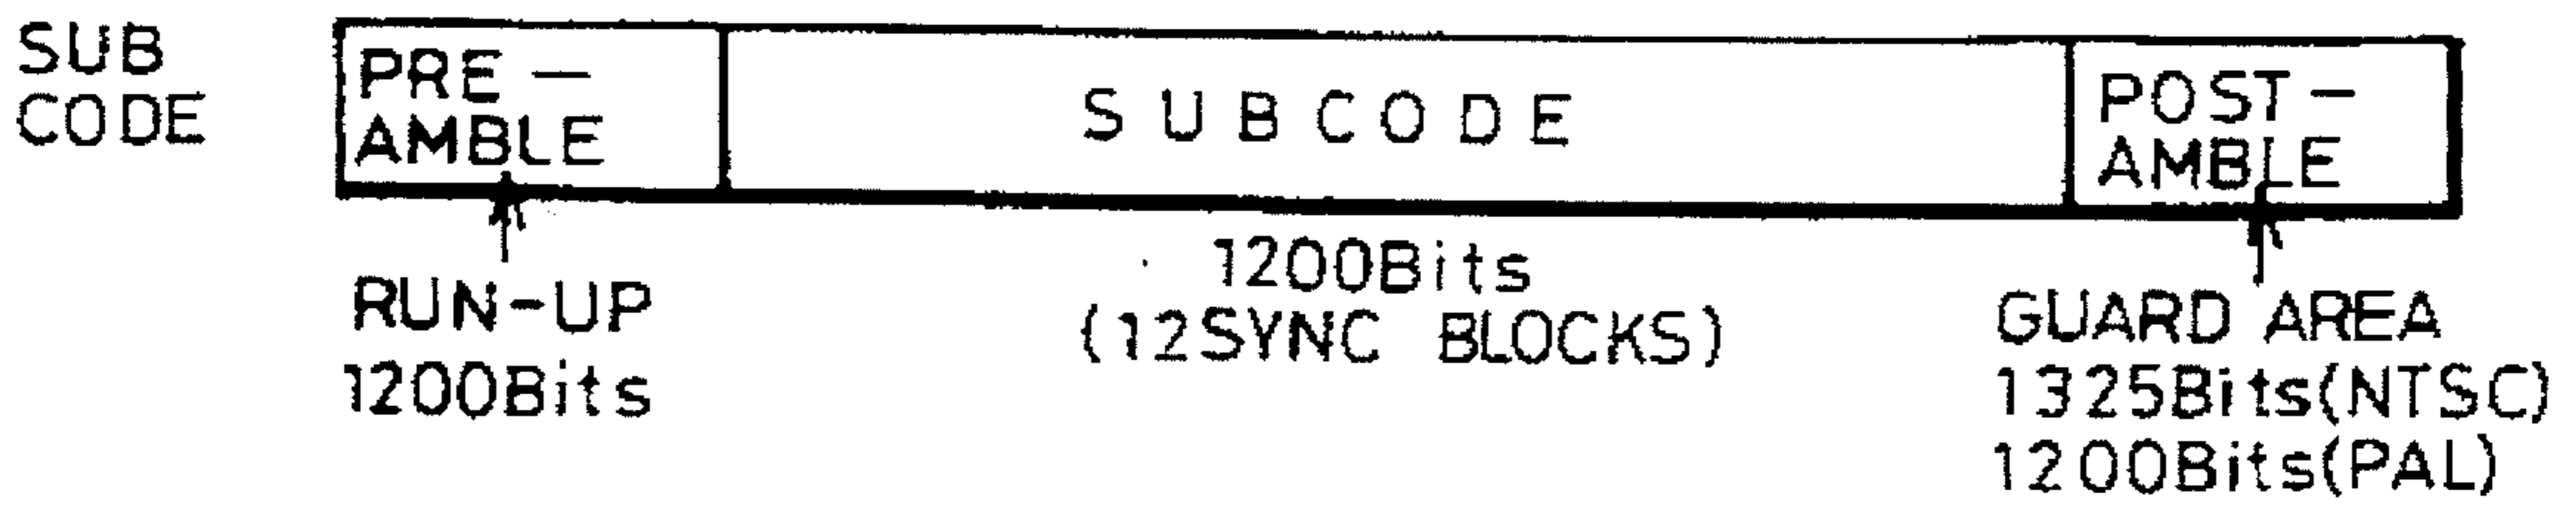 SUB
CODE
PRE-
AMBLE
SUBCODE
POST-
AMBLE
RUN-UP
1200Bits
1200Bits
(12SYNC BLOCKS)
GUARD AREA
1325Bits(NTSC)
1200Bits(PAL)